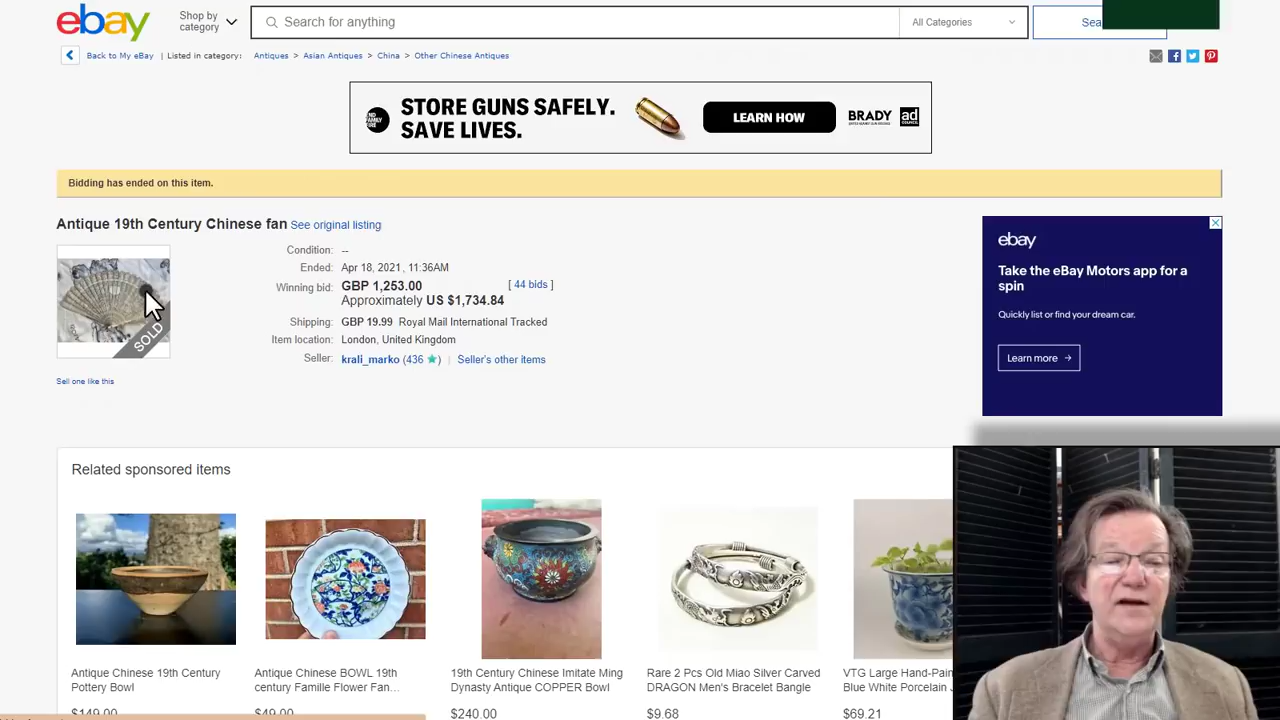 ebay
Shop by
category
Search for anything
All Categories
Back to My eBay | Listed in category: Antiques > Asian Antiques > China > Other Chinese Antiques
END
FAMILY
FIRE
STORE GUNS SAFELY.
SAVE LIVES.
LEARN HOW
BRADY
ad
Bidding has ended on this item.
Antique 19th Century Chinese fan See original listing
SOLD
Sell one like this
Condition: --
Ended: Apr 18, 2021 , 11:36AM
Winning bid: GBP 1,253.00 [ 44 bids ]
Approximately US $1,734.84
Shipping: GBP 19.99 Royal Mail International Tracked
Item location: London, United Kingdom
Seller: krali_marko (436 ) | Seller's other items
ebay
Take the eBay Motors app for a
spin
Quickly list or find your dream car.
Learn more →
Related sponsored items
Antique Chinese 19th Century
Pottery Bowl
$149.00
Antique Chinese BOWL 19th
century Famille Flower Fan...
$49.00
19th Century Chinese Imitate Ming
Dynasty Antique COPPER Bowl
$240.00
Rare 2 Pcs Old Miao Silver Carved
DRAGON Men's Bracelet Bangle
$9.68
VTG Large Hand-Pain
Blue White Porcelain
$69.21